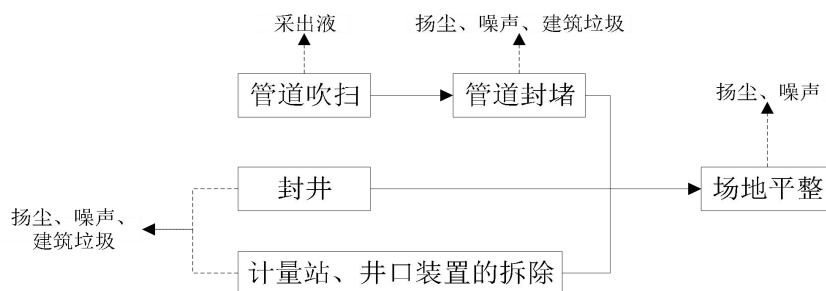 采出液
扬尘、噪声、建筑垃圾
管道吹扫
管道封堵
扬尘、噪声
封井
场地平整
扬尘、噪声、
建筑垃圾
计量站、井口装置的拆除